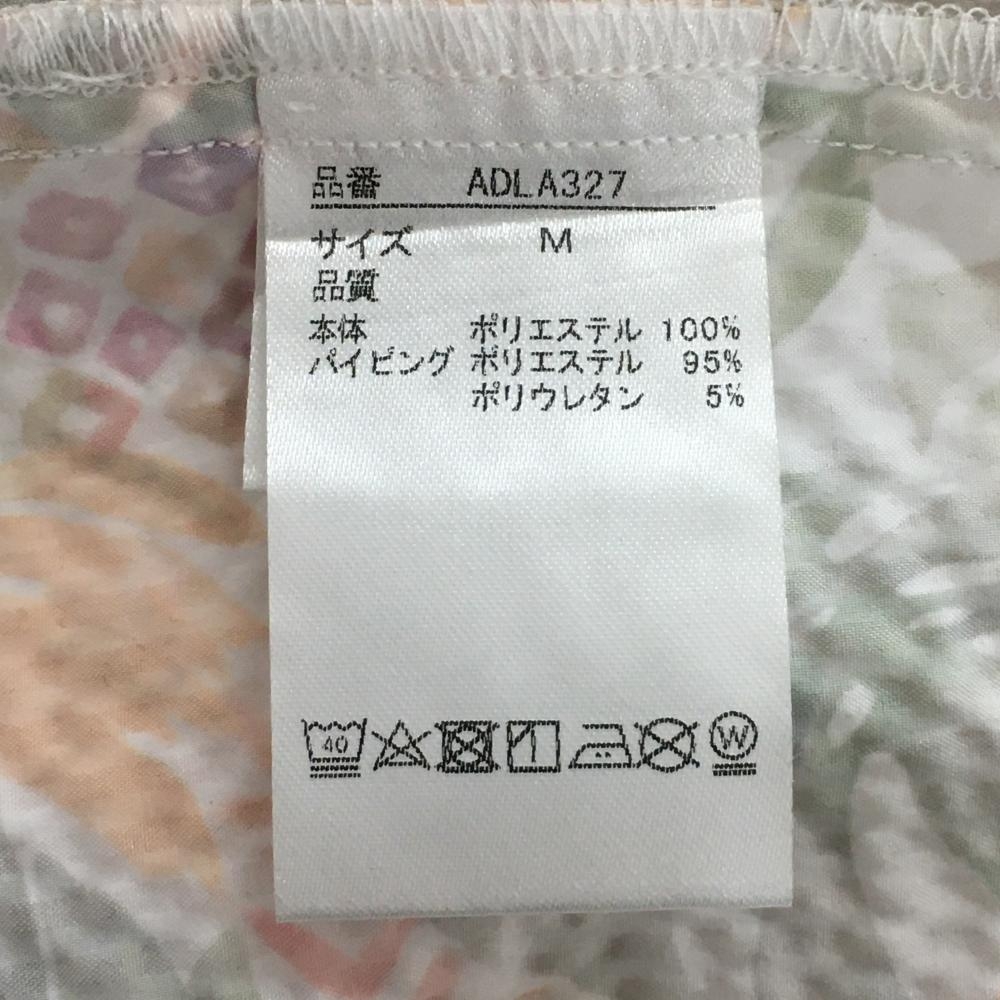 品番 ADLA327
サイズ M
品質
本体 ポリエステル 100%
パイピング ポリエステル 95%
ポリウレタン 5%
40 W